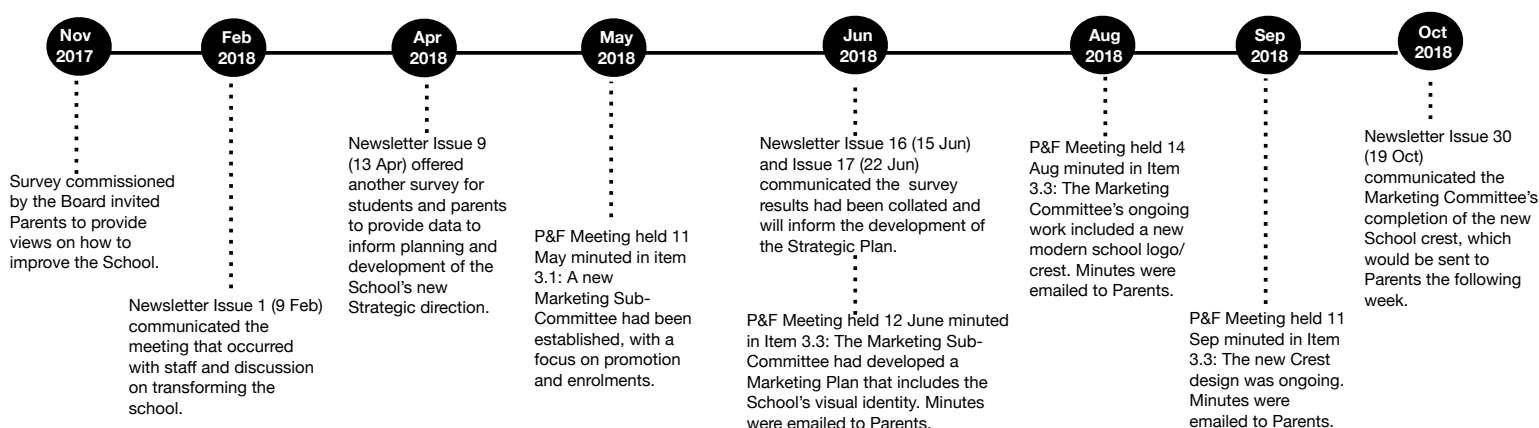 Nov
2017
Feb
2018
Apr
2018
May
2018
Jun
2018
Aug
2018
Sep
2018
Oct
2018
Survey commissioned
by the Board invited
Parents to provide
views on how to
improve the School.
Newsletter Issue 1 (9 Feb)
communicated the
meeting that occurred
with staff and discussion
on transforming the
school.
Newsletter Issue 9
(13 Apr) offered
another survey for
students and parents
to provide data to
inform planning and
development of the
School's new
Strategic direction.
P&F Meeting held 11
May minuted in item
3.1: A new
Marketing Sub-
Committee had been
established, with a
focus on promotion
and enrolments.
Newsletter Issue 16 (15 Jun)
and Issue 17 (22 Jun)
communicated the survey
results had been collated and
will inform the development of
the Strategic Plan.
P&F Meeting held 12 June minuted
in Item 3.3: The Marketing Sub-
Committee had developed a
Marketing Plan that includes the
School's visual identity. Minutes
were emailed to Parents.
P&F Meeting held 14
Aug minuted in Item
3.3: The Marketing
Committee's ongoing
work included a new
modern school logo/
crest. Minutes were
emailed to Parents.
P&F Meeting held 11
Sep minuted in Item
3.3: The new Crest
design was ongoing.
Minutes were
emailed to Parents.
Newsletter Issue 30
(19 Oct)
communicated the
Marketing Committee's
completion of the new
School crest, which
would be sent to
Parents the following
week.